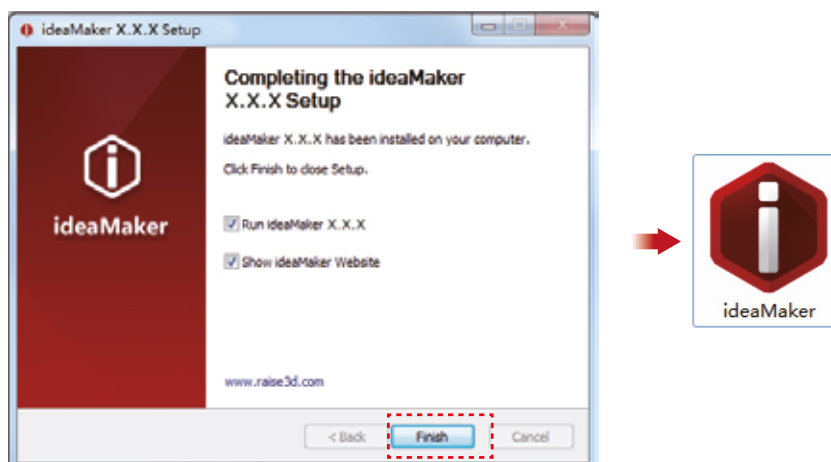 ideaMaker X.X.X Setup
Completing the ideaMaker
X.X.X Setup
ideaMaker X.X.X has been installed on your computer.
Click Finish to close Setup.
ideaMaker
Run ideaMaker X.X.X
Show ideaMaker Website
www.raise3d.com
< Back
Finish
Cancel
ideaMaker